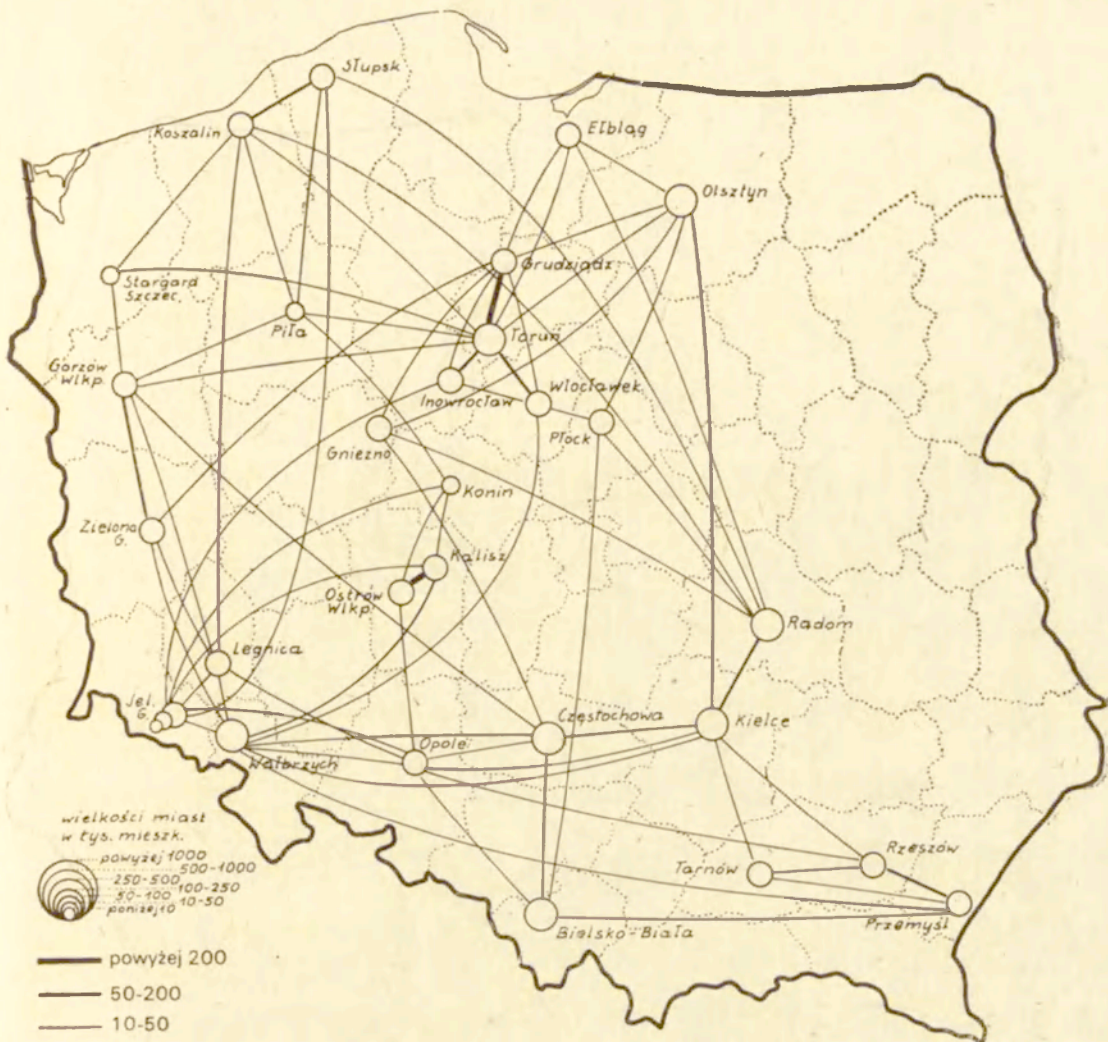 Słupsk
Koszalin
Elbląg
Olsztyn
Grudziądz
Stargard
Szczec.
Piła
Toruń
Gorzów
Wlkp.
Inowrocław
Włocławek
Płock
Gniezno
Konin
Zielona
G.
Kalisz
Ostrów
Wlkp.
Radom
Legnica
Jel.
G.
Częstochowa
Kielce
Wałbrzych
Opole
wielkości miast
w tys. mieszk.
powyżej 1000
500-1000
250-500
100-250
50-100
10-50
poniżej 10
Rzeszów
Tarnów
Przemyśl
Bielsko-Biała
powyżej 200
50-200
10-50